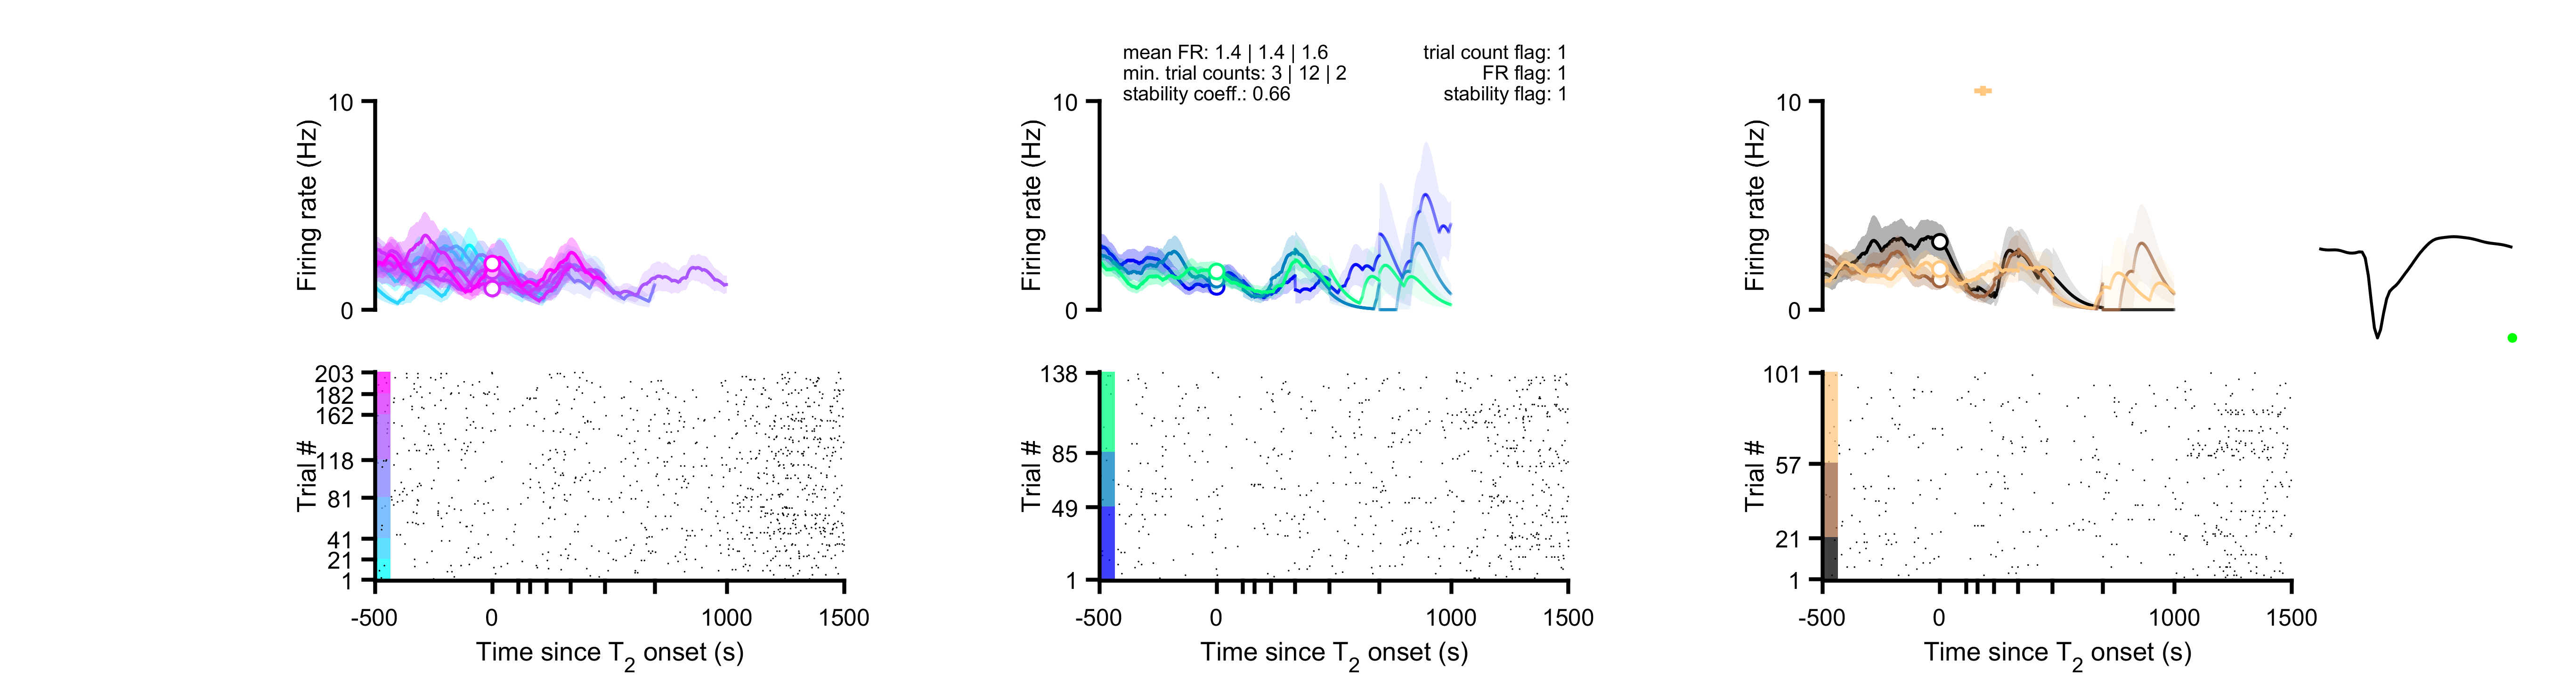 mean FR: 1.4 | 1.4 | 1.6
trial count flag: 1
min. trial counts: 3 | 12 | 2
FR flag: 1
stability coeff.: 0.66
stability flag: 1
10
Firing rate (Hz)
0
10
Firing rate (Hz)
0
10
Firing rate (Hz)
0
203
182
162
118
81
41
21
1
Trial #
-500
0
1000
1500
Time since T2 onset (s)
138
85
49
1
Trial #
-500
0
1000
1500
Time since T2 onset (s)
101
57
21
1
Trial #
-500
0
1000
1500
Time since T2 onset (s)